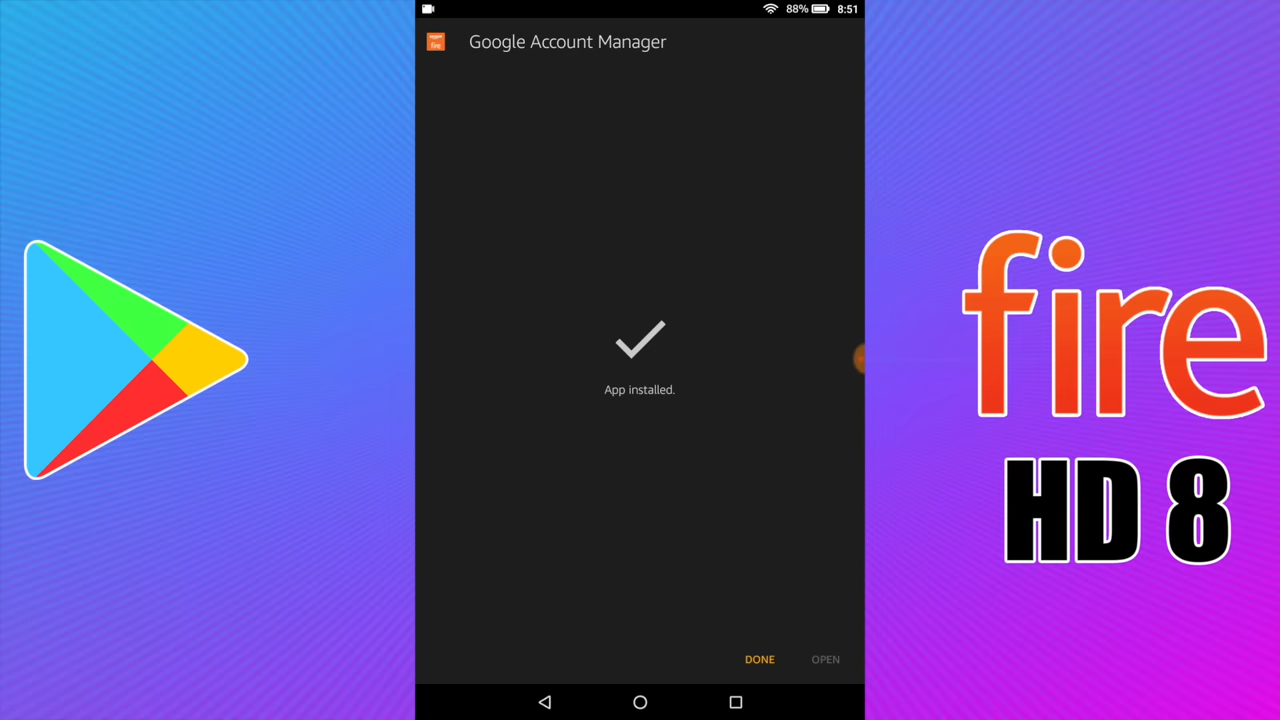 88% 8:51
Google Account Manager
App installed.
DONE OPEN
fire
HD 8